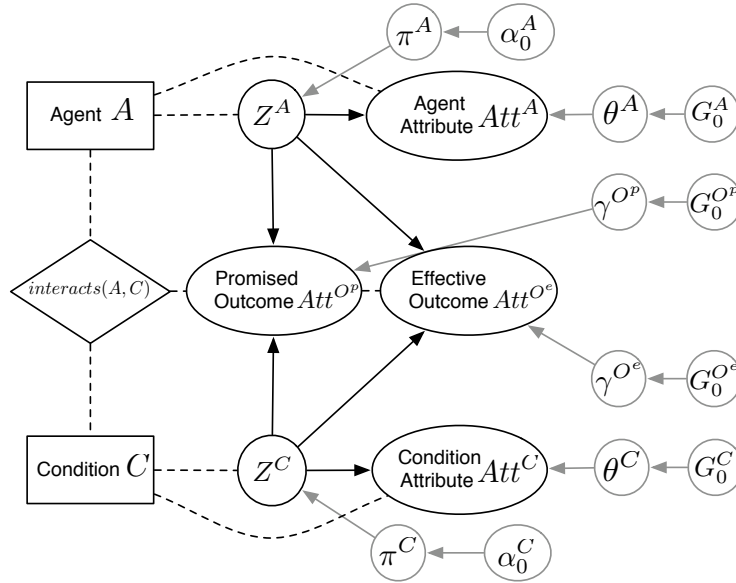 π^A α_0^A
Agent A
Z^A
Agent
Attribute Att^A
θ^A G_0^A
γ^{O^p} G_0^{O^p}
interacts(A, C)
Promised
Outcome Att^{O^p}
Effective
Outcome Att^{O^e}
γ^{O^e} G_0^{O^e}
Condition C
Z^C
Condition
Attribute Att^C
θ^C G_0^C
π^C α_0^C